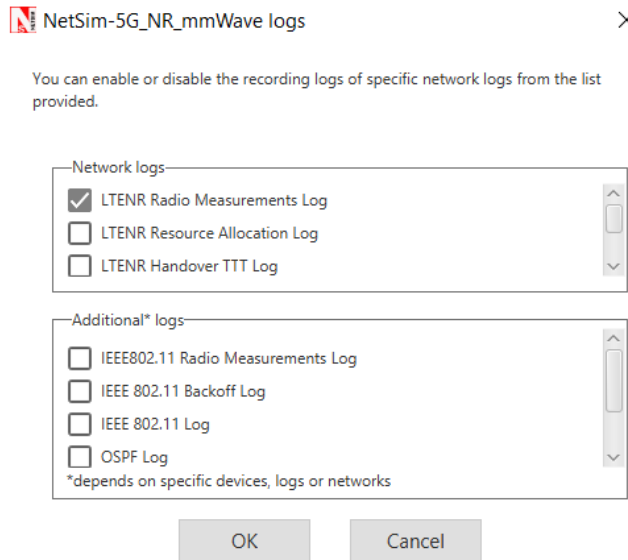 NetSim-5G_NR_mmWave logs
You can enable or disable the recording logs of specific network logs from the list
provided.
Network logs
LTENR Radio Measurements Log
LTENR Resource Allocation Log
LTENR Handover TTT Log
Additional* logs
IEEE802.11 Radio Measurements Log
IEEE 802.11 Backoff Log
IEEE 802.11 Log
OSPF Log
*depends on specific devices, logs or networks
OK Cancel